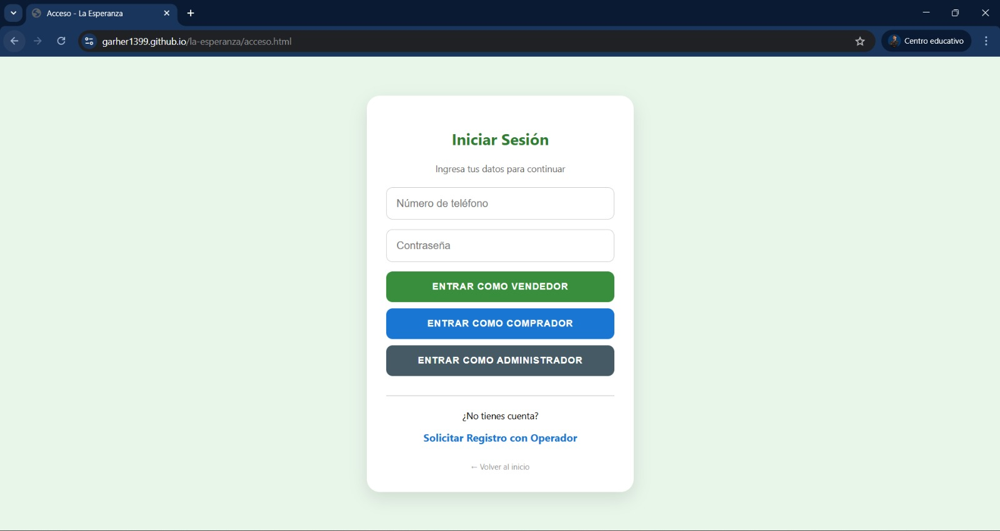 Acceso - La Esperanza
garher1399.github.io/la-esperanza/acceso.html
Centro educativo
Iniciar Sesión
Ingresa tus datos para continuar
Número de teléfono
Contraseña
ENTRAR COMO VENDEDOR
ENTRAR COMO COMPRADOR
ENTRAR COMO ADMINISTRADOR
¿No tienes cuenta?
Solicitar Registro con Operador
← Volver al inicio